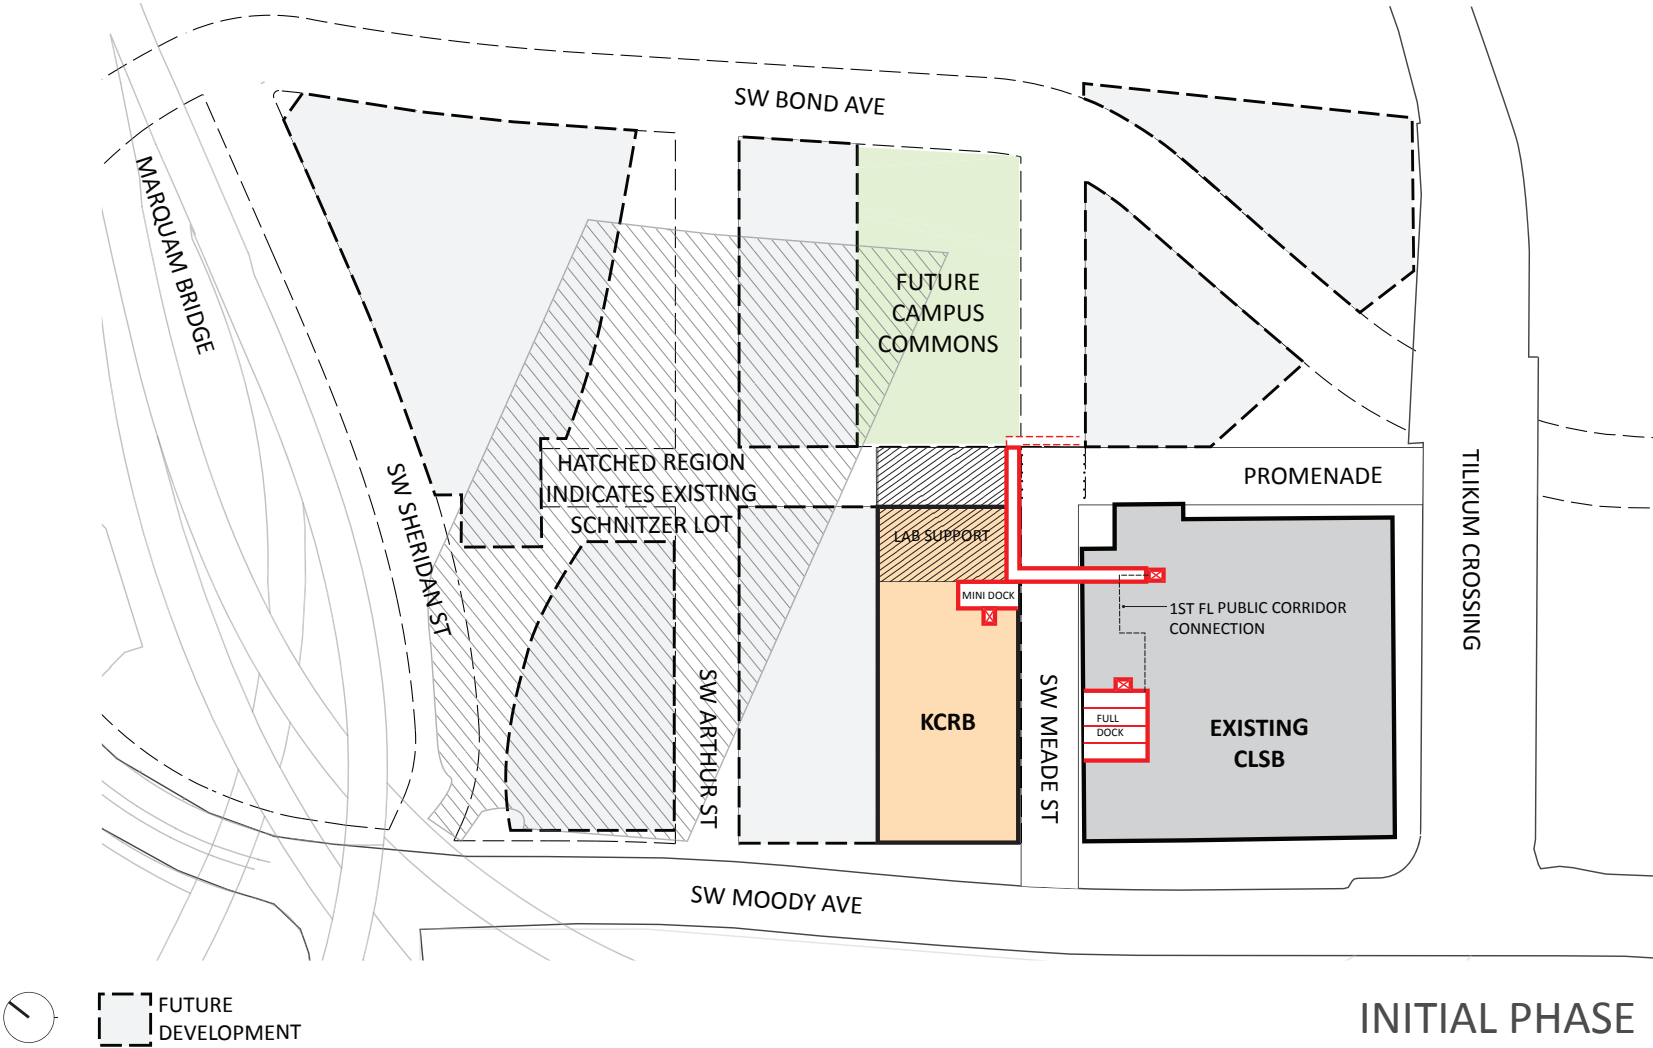 SW BOND AVE
MARQUAM BRIDGE
FUTURE
CAMPUS
COMMONS
HATCHED REGION
INDICATES EXISTING
SCHNITZER LOT
PROMENADE
TILIKUM CROSSING
SW SHERIDAN ST
LAB SUPPORT
MINI DOCK
1ST FL PUBLIC CORRIDOR
CONNECTION
SW ARTHUR ST
KCRB
SW MEADE ST
FULL
DOCK
EXISTING
CLSB
SW MOODY AVE
FUTURE
DEVELOPMENT
INITIAL PHASE